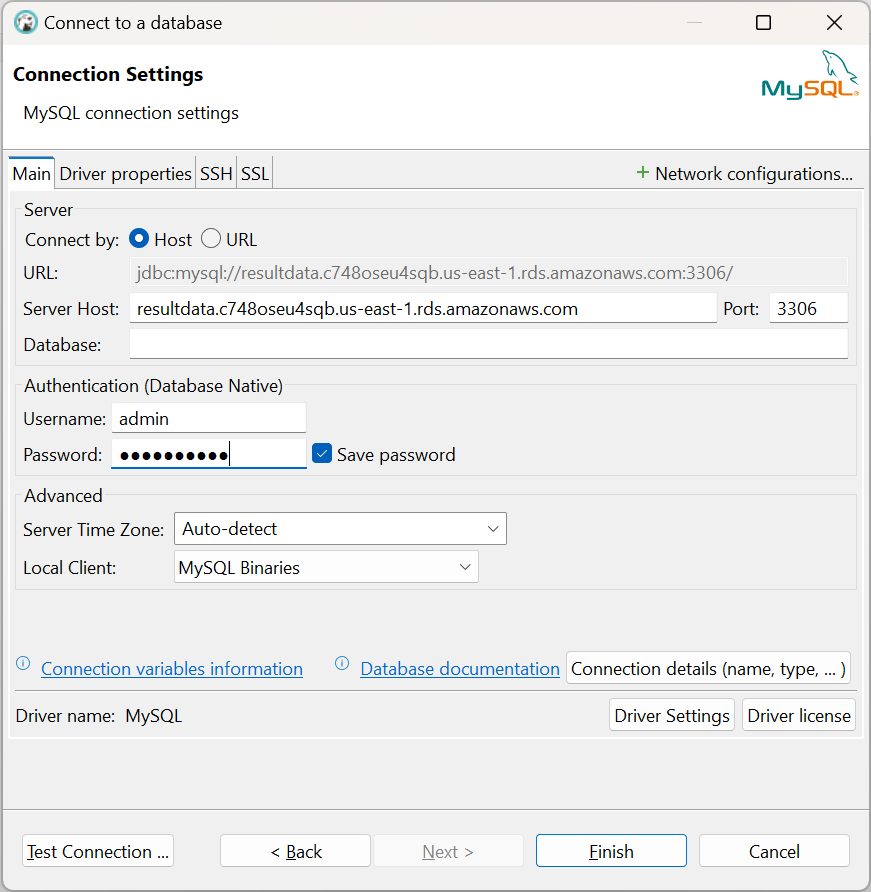 Connect to a database
Connection Settings
MySQL connection settings
MySQL®
Main Driver properties SSH SSL + Network configurations...
Server
Connect by: Host URL
URL: jdbc:mysql://resultdata.c748oseu4sqb.us-east-1.rds.amazonaws.com:3306/
Server Host: resultdata.c748oseu4sqb.us-east-1.rds.amazonaws.com Port: 3306
Database:
Authentication (Database Native)
Username: admin
Password: ●●●●●●●●●● Save password
Advanced
Server Time Zone: Auto-detect
Local Client: MySQL Binaries
Connection variables information Database documentation Connection details (name, type, ... )
Driver name: MySQL Driver Settings Driver license
Test Connection ... < Back Next > Finish Cancel